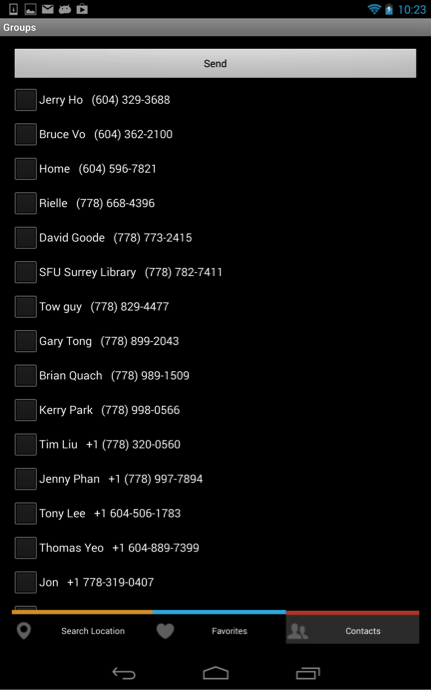 10:23
Groups
Send
Jerry Ho (604) 329-3688
Bruce Vo (604) 362-2100
Home (604) 596-7821
Rielle (778) 668-4396
David Goode (778) 773-2415
SFU Surrey Library (778) 782-7411
Tow guy (778) 829-4477
Gary Tong (778) 899-2043
Brian Quach (778) 989-1509
Kerry Park (778) 998-0566
Tim Liu +1 (778) 320-0560
Jenny Phan +1 (778) 997-7894
Tony Lee +1 604-506-1783
Thomas Yeo +1 604-889-7399
Jon +1 778-319-0407
Search Location Favorites Contacts